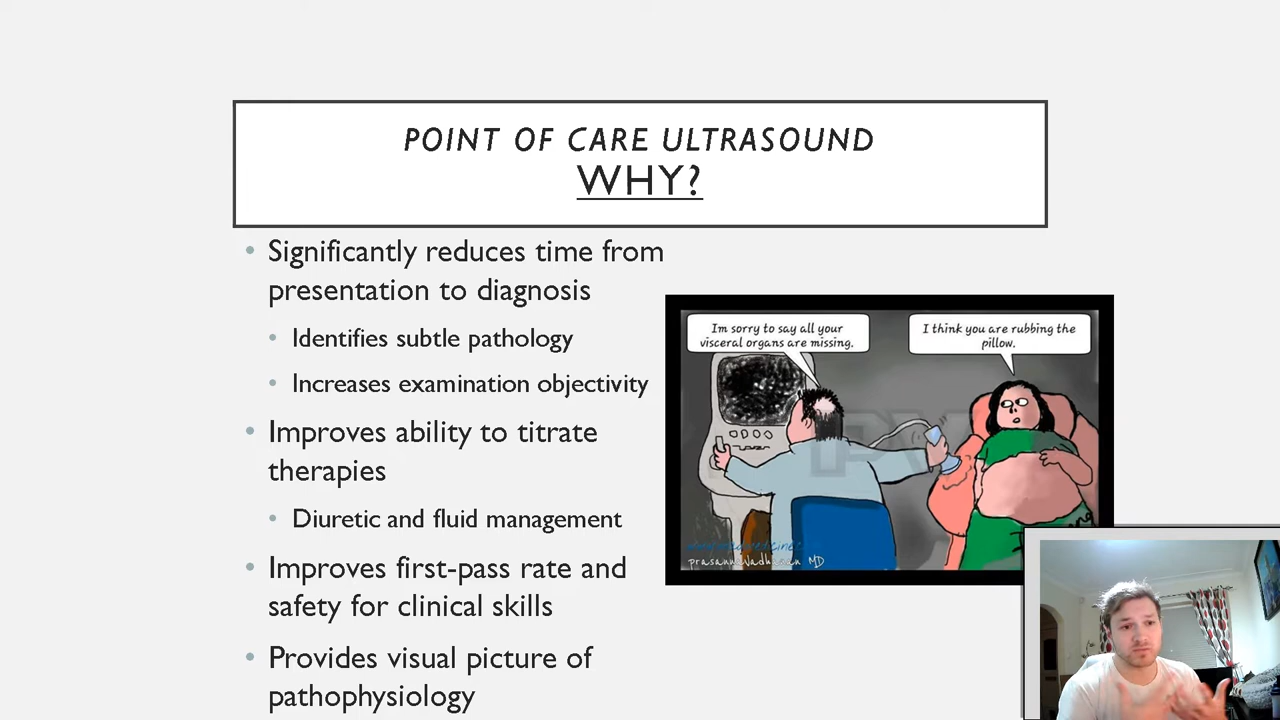 POINT OF CARE ULTRASOUND
WHY?
Significantly reduces time from
presentation to diagnosis
Identifies subtle pathology
Increases examination objectivity
Improves ability to titrate
therapies
Diuretic and fluid management
Improves first-pass rate and
safety for clinical skills
Provides visual picture of
pathophysiology
Im sorry to say all your
visceral organs are missing.
I think you are rubbing the
pillow.
MD